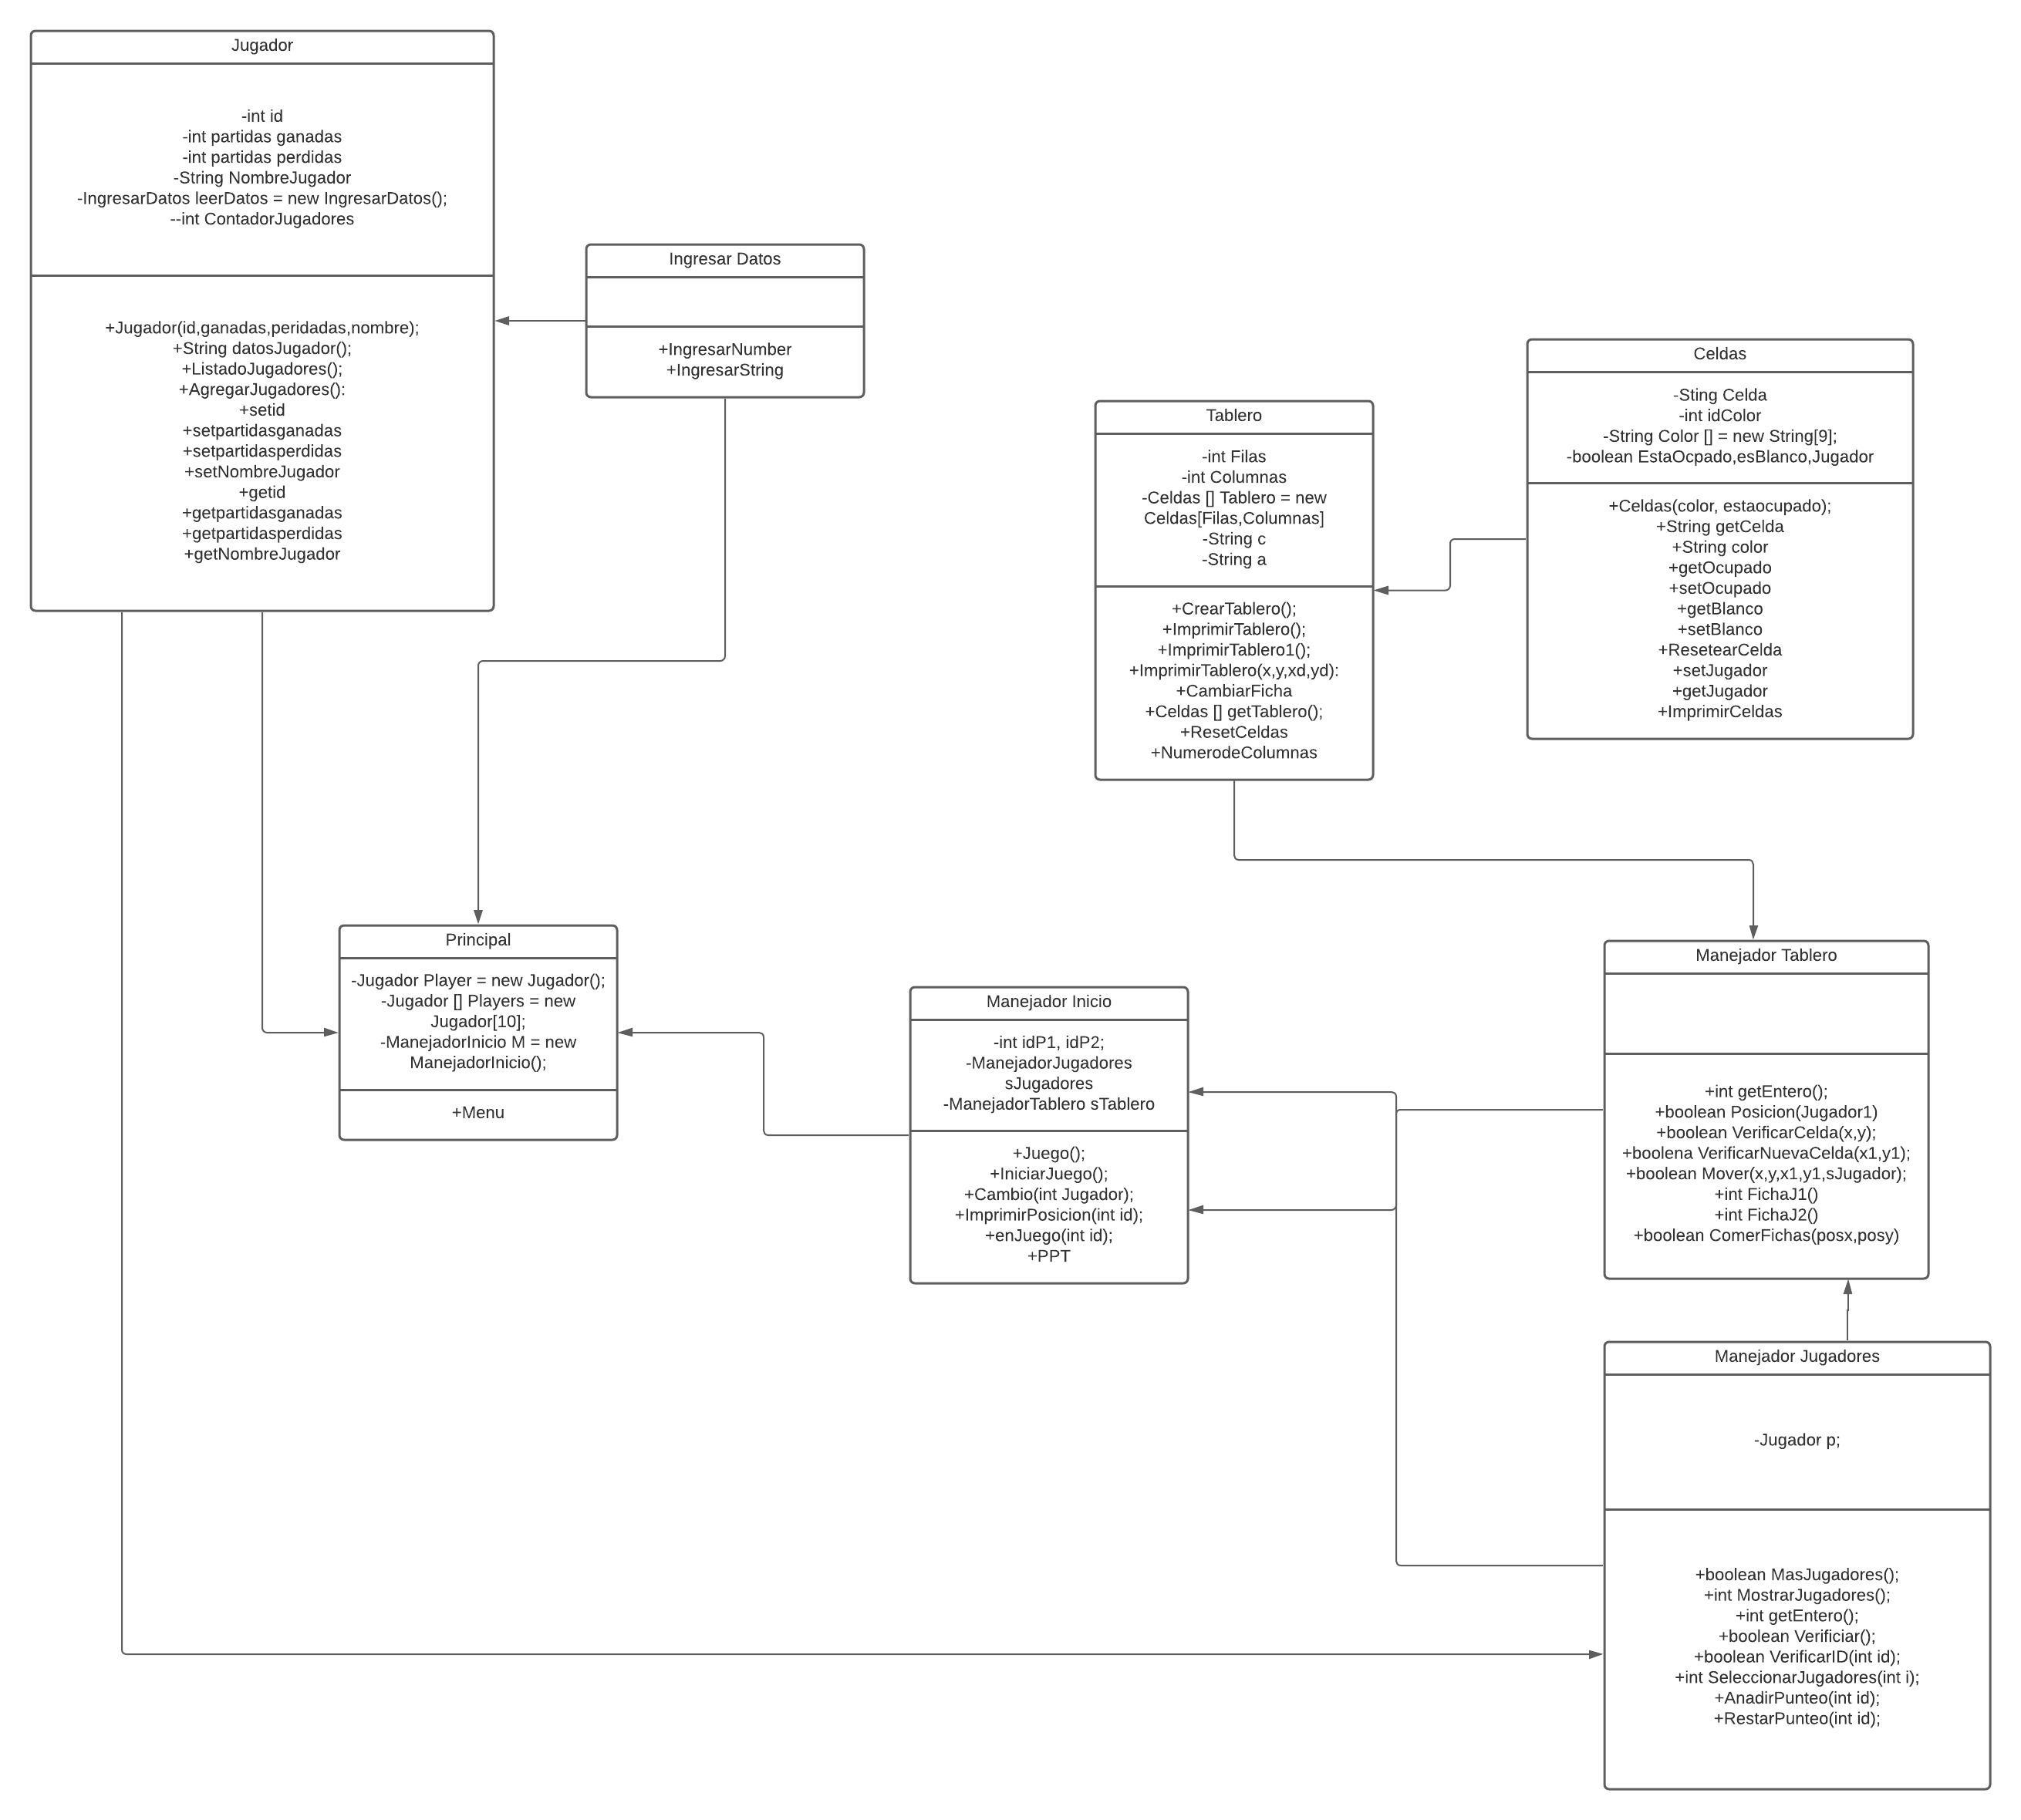 Jugador
-int id
-int partidas ganadas
-int partidas perdidas
-String NombreJugador
-IngresarDatos leerDatos = new IngresarDatos();
--int ContadorJugadores
+Jugador(id,ganadas,peridadas,nombre);
+String datosJugador();
+ListadoJugadores();
+AgregarJugadores():
+setid
+setpartidasganadas
+setpartidasperdidas
+setNombreJugador
+getid
+getpartidasganadas
+getpartidasperdidas
+getNombreJugador
Ingresar Datos
+IngresarNumber
+IngresarString
Celdas
-Sting Celda
-int idColor
-String Color [] = new String[9];
-boolean EstaOcpado,esBlanco,Jugador
+Celdas(color, estaocupado);
+String getCelda
+String color
+getOcupado
+setOcupado
+getBlanco
+setBlanco
+ResetearCelda
+setJugador
+getJugador
+ImprimirCeldas
Tablero
-int Filas
-int Columnas
-Celdas [] Tablero = new
Celdas[Filas,Columnas]
-String c
-String a
+CrearTablero();
+ImprimirTablero();
+ImprimirTablero1();
+ImprimirTablero(x,y,xd,yd):
+CambiarFicha
+Celdas [] getTablero();
+ResetCeldas
+NumerodeColumnas
Principal
-Jugador Player = new Jugador();
-Jugador [] Players = new
Jugador[10];
-ManejadorInicio M = new
ManejadorInicio();
+Menu
Manejador Inicio
-int idP1, idP2;
-ManejadorJugadores
sJugadores
-ManejadorTablero sTablero
+Juego();
+IniciarJuego();
+Cambio(int Jugador);
+ImprimirPosicion(int id);
+enJuego(int id);
+PPT
Manejador Tablero
+int getEntero();
+boolean Posicion(Jugador1)
+boolean VerificarCelda(x,y);
+boolena VerificarNuevaCelda(x1,y1);
+boolean Mover(x,y,x1,y1,sJugador);
+int FichaJ1()
+int FichaJ2()
+boolean ComerFichas(posx,posy)
Manejador Jugadores
-Jugador p;
+boolean MasJugadores();
+int MostrarJugadores();
+int getEntero();
+boolean Verificiar();
+boolean VerificarID(int id);
+int SeleccionarJugadores(int i);
+AnadirPunteo(int id);
+RestarPunteo(int id);